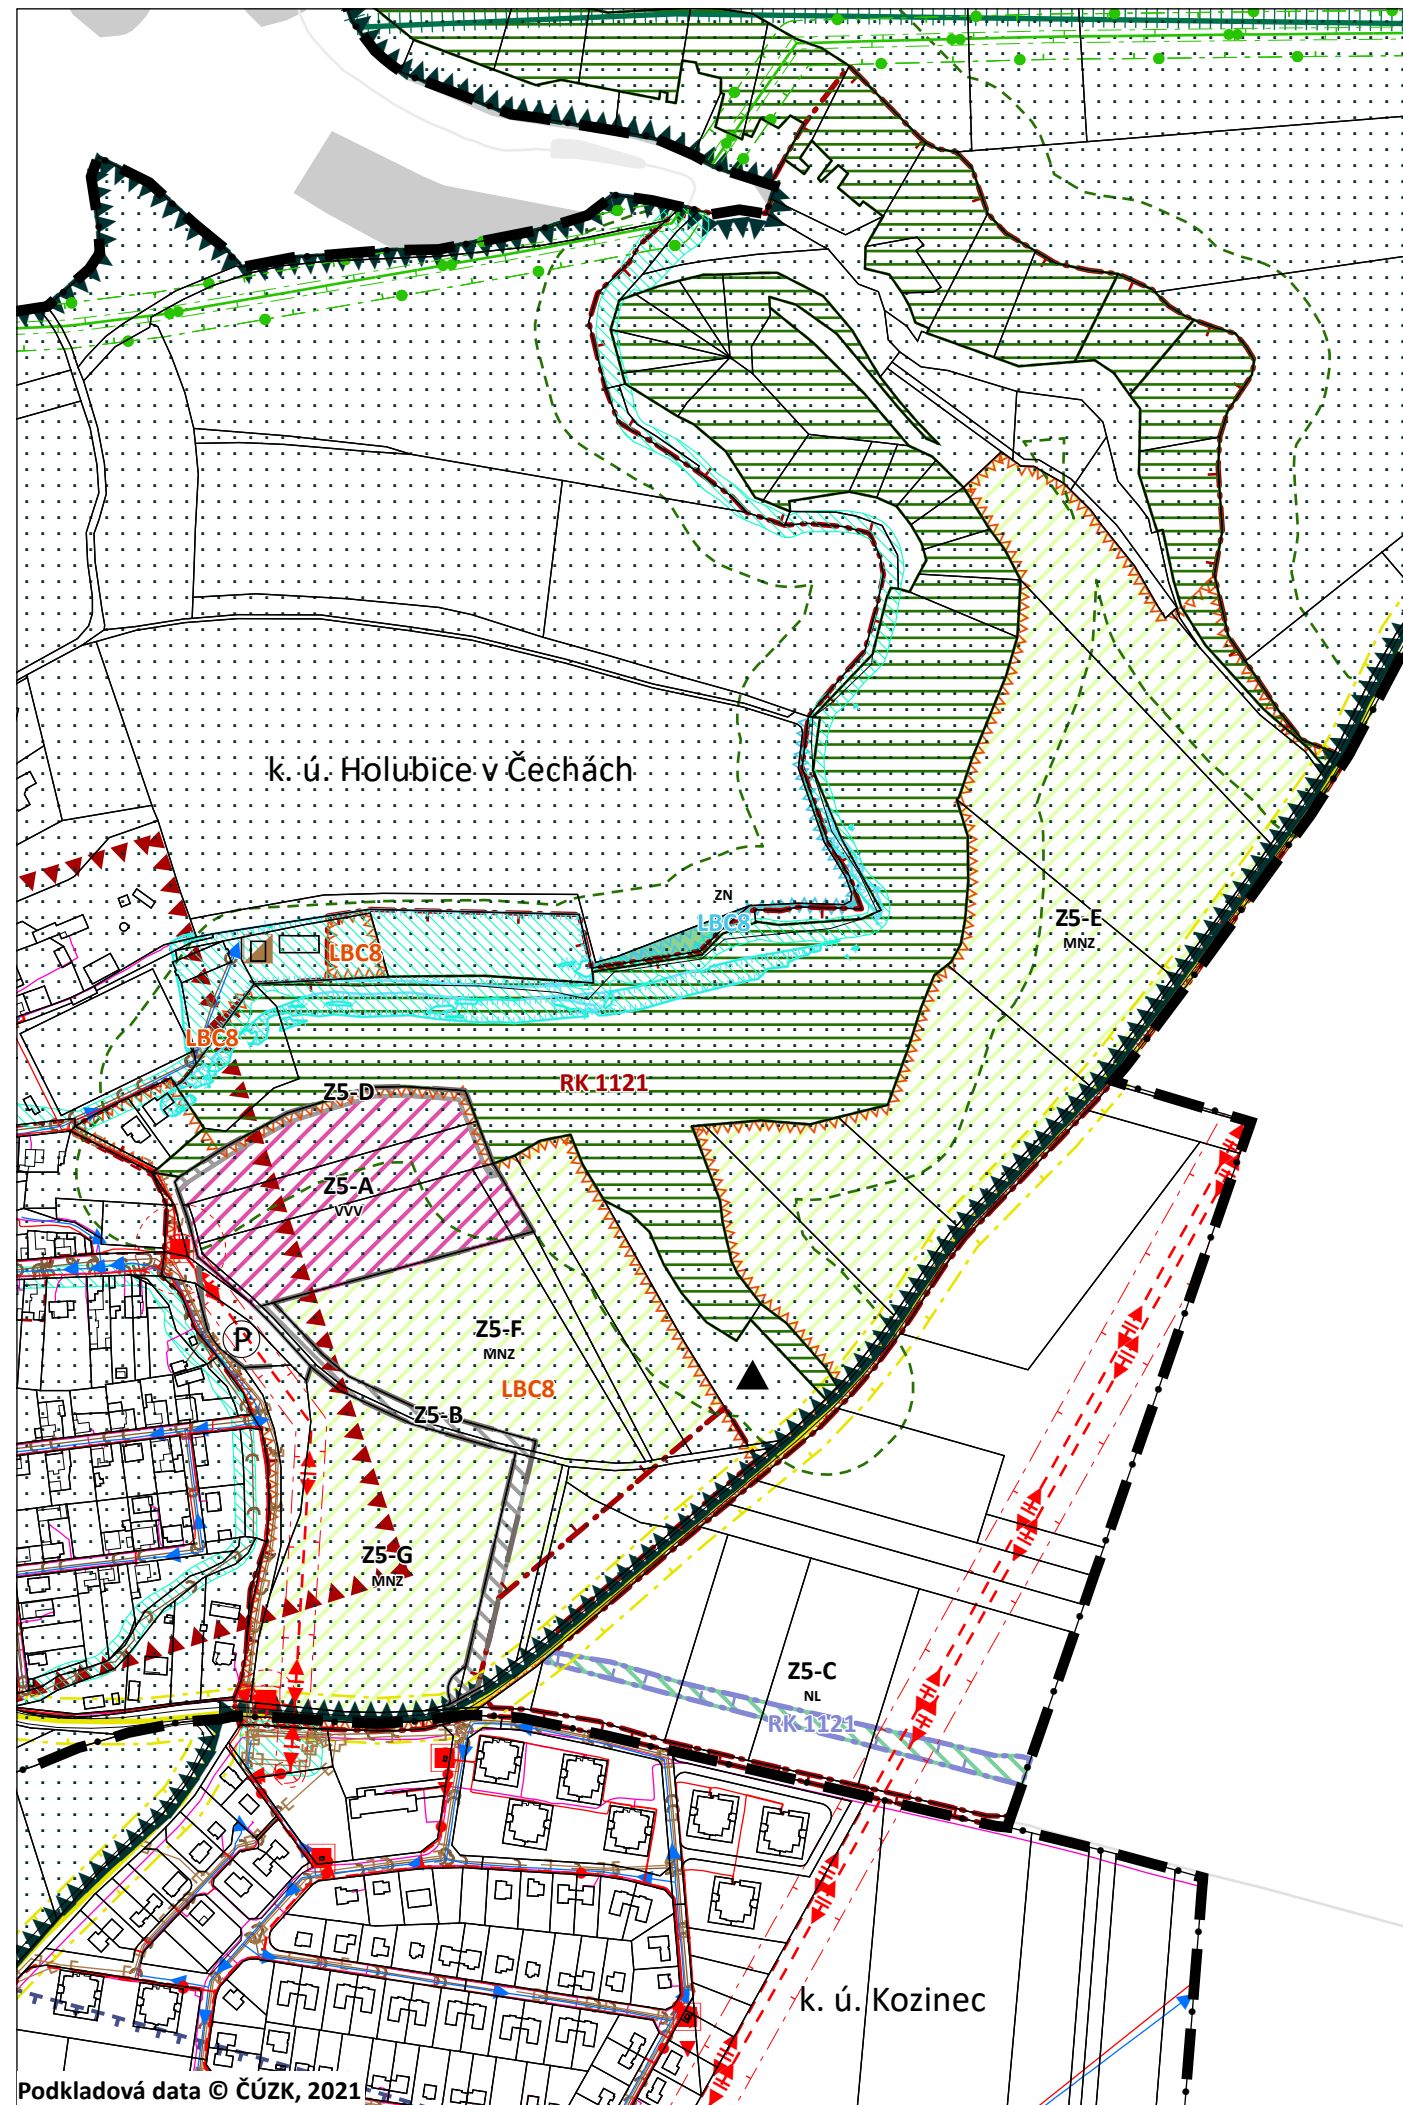 k. ú. Holubice v Čechách
ZN
LBC8
Z5-E
MNZ
LBC8
LBC8
RK 1121
Z5-D
Z5-A
VVV
P
Z5-F
MNZ
LBC8
Z5-B
Z5-G
MNZ
Z5-C
NL
RK 1121
k. ú. Kozinec
Podkladová data © ČÚZK, 2021